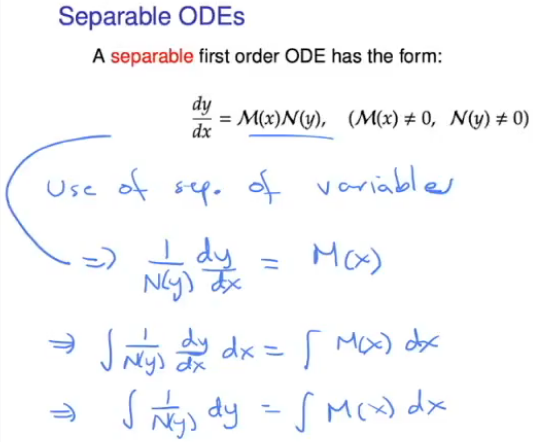 Separable ODEs
A separable first order ODE has the form:
dy/dx = M(x)N(y), (M(x) ≠ 0, N(y) ≠ 0)
Use of sep. of variables
⇒ 1/N(y) dy/dx = M(x)
⇒ ∫ 1/N(y) dy/dx dx = ∫ M(x) dx
⇒ ∫ 1/N(y) dy = ∫ M(x) dx